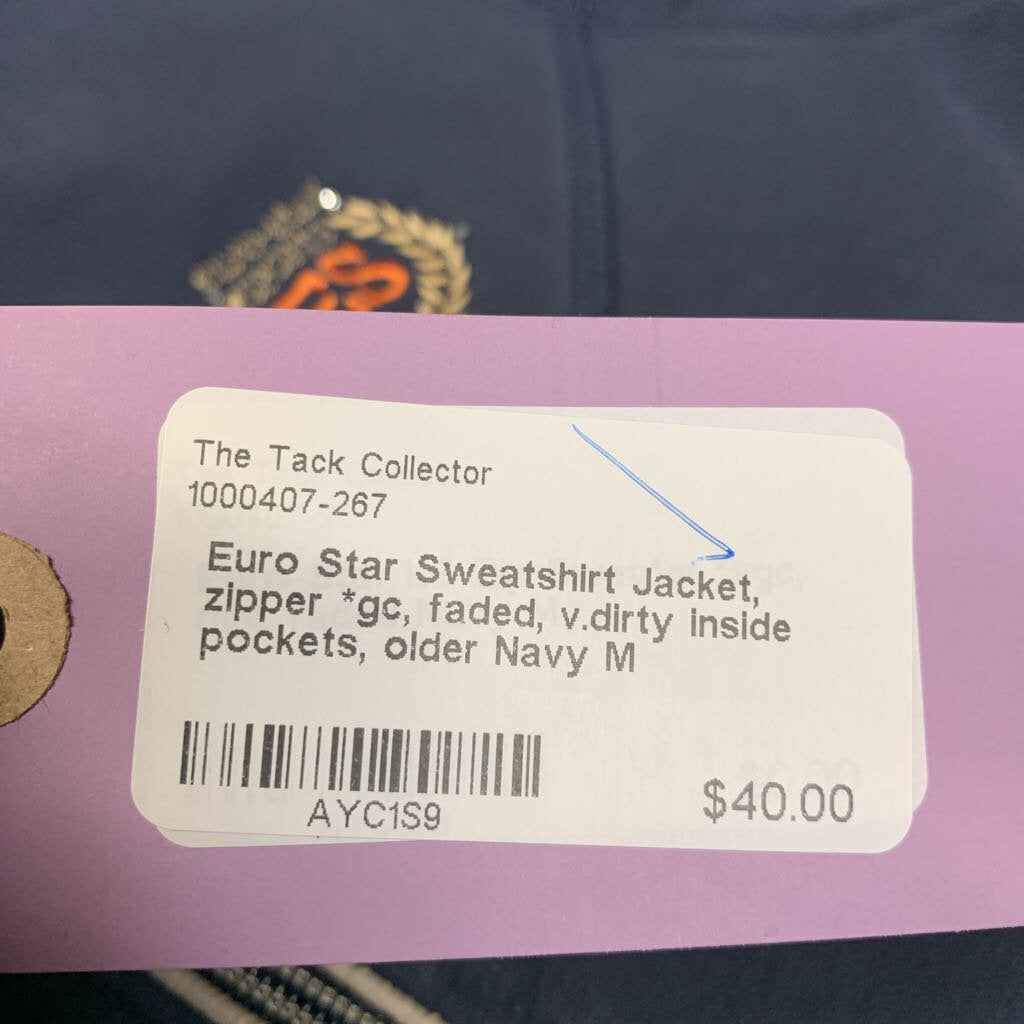 The Tack Collector
1000407-267
Euro Star Sweatshirt Jacket,
zipper *gc, faded, v.dirty inside
pockets, older Navy M
AYC1S9
$40.00